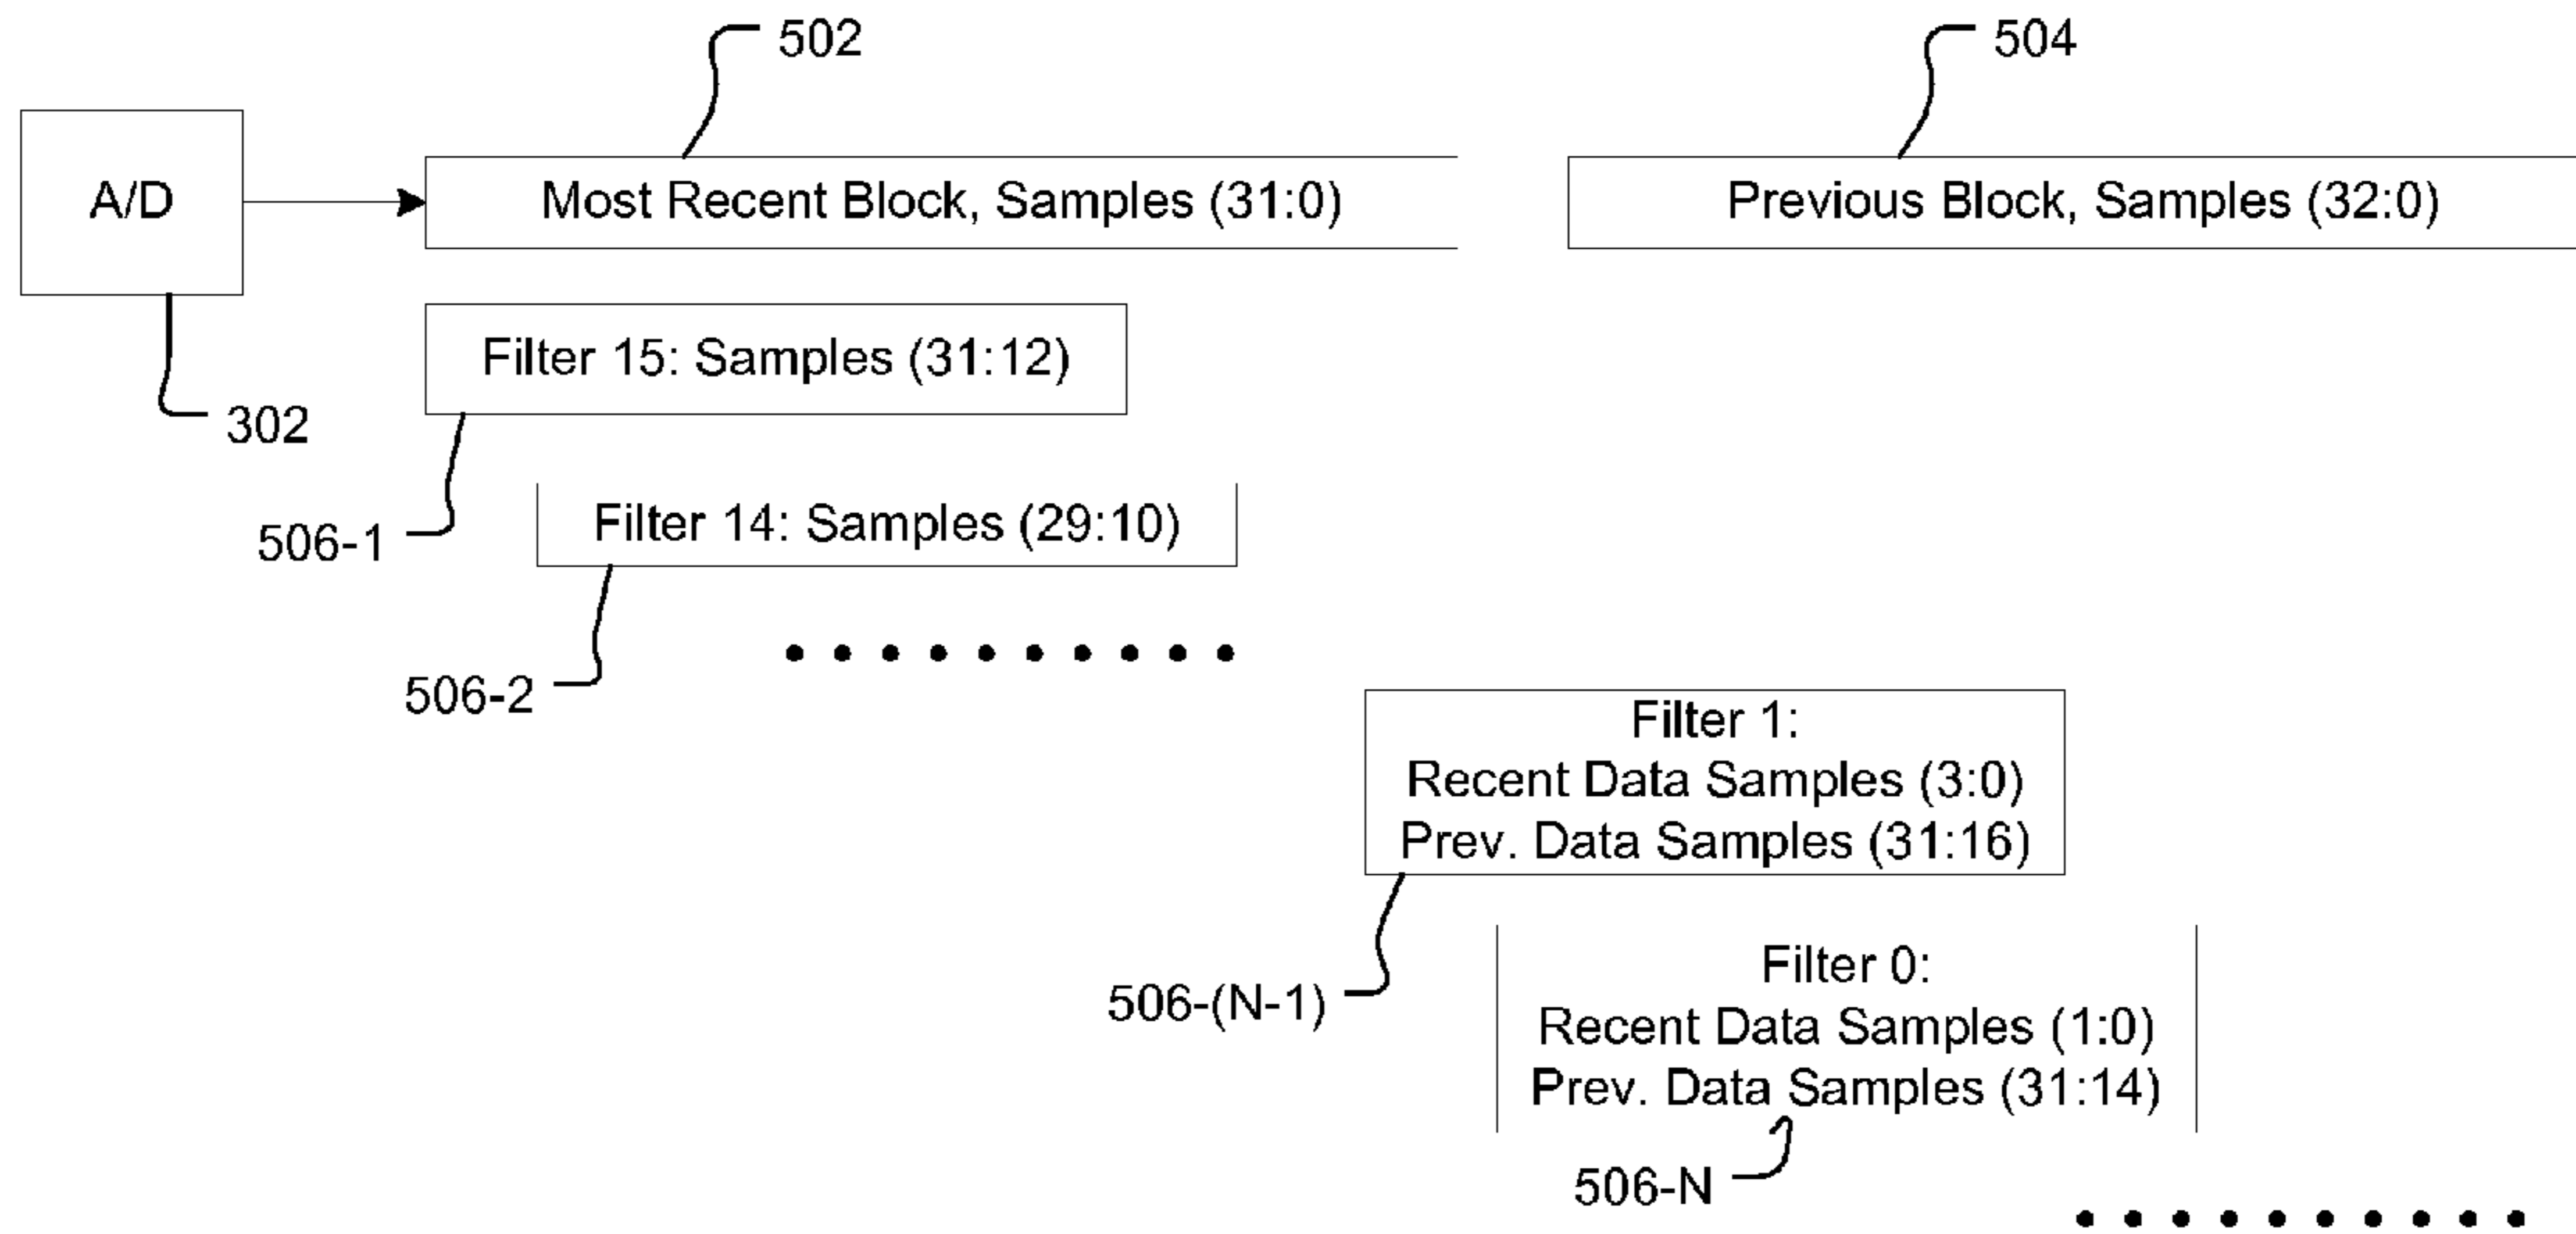 502
504
A/D
Most Recent Block, Samples (31:0)
Previous Block, Samples (32:0)
302
Filter 15: Samples (31:12)
506-1
Filter 14: Samples (29:10)
506-2
Filter 1:
Recent Data Samples (3:0)
Prev. Data Samples (31:16)
506-(N-1)
Filter 0:
Recent Data Samples (1:0)
Prev. Data Samples (31:14)
506-N